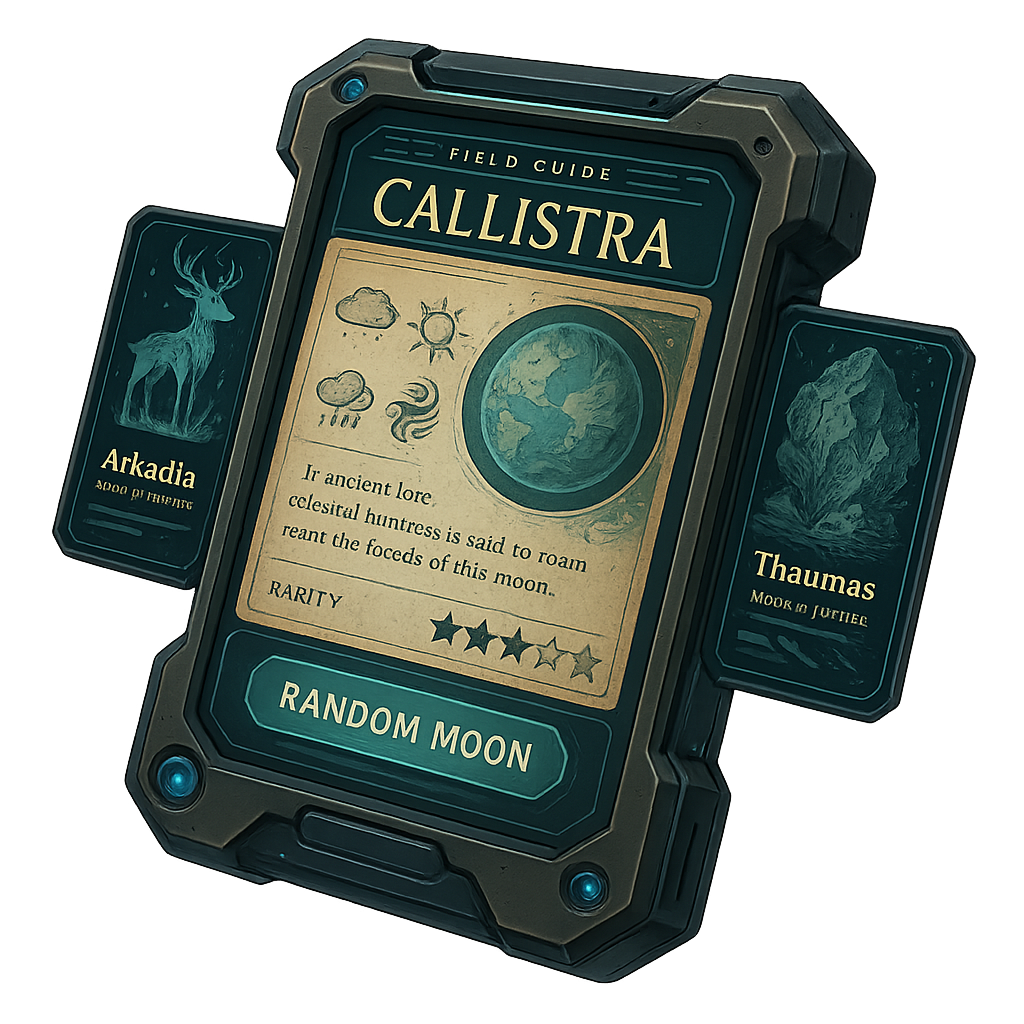 FIELD CUIDE
CALLISTRA
Ir ancient lore,
celesital huntress is said to roam
reant the foceds of this moon.
RARITY
RANDOM MOON
Arkadia
Thaumas